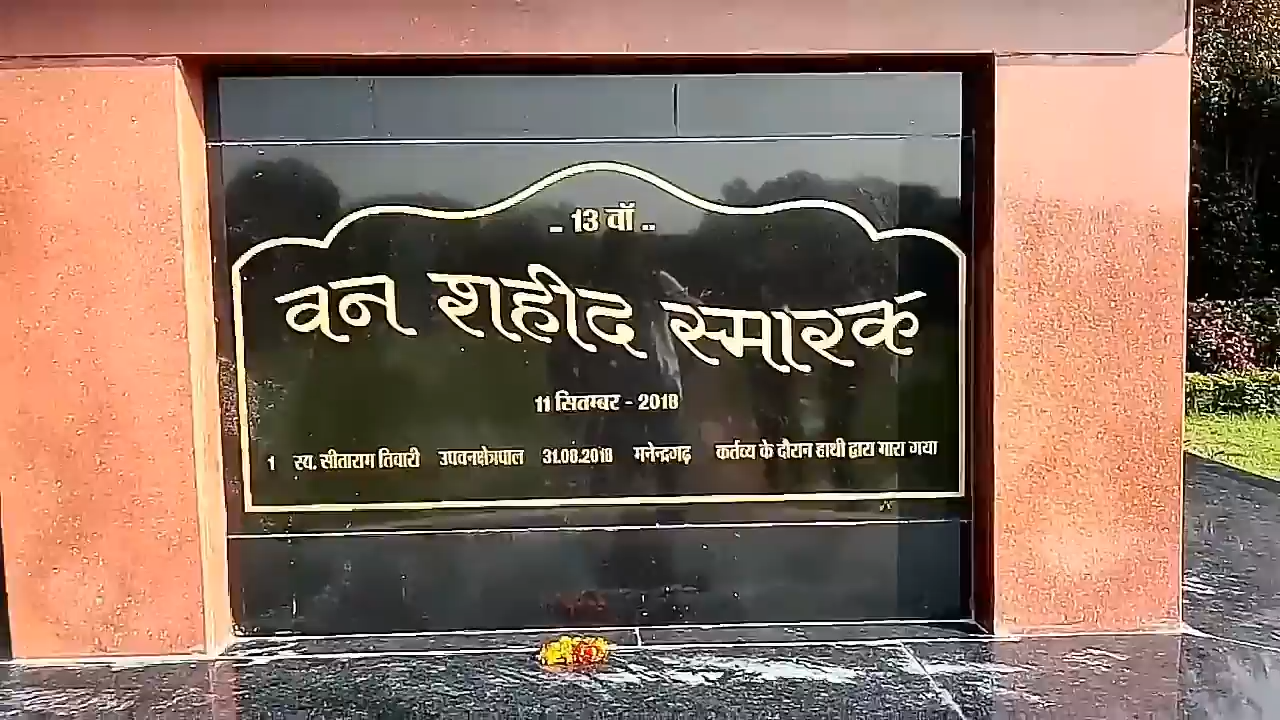 - 13 वॉ --
वन शहीद स्मारक
11 सितम्बर - 2018
1 स्व. सीताराम तिवारी उपवनक्षेत्रपाल 31.08.2018 मनेन्द्रगढ़ कर्तव्य के दौरान हाथी द्वारा मारा गया